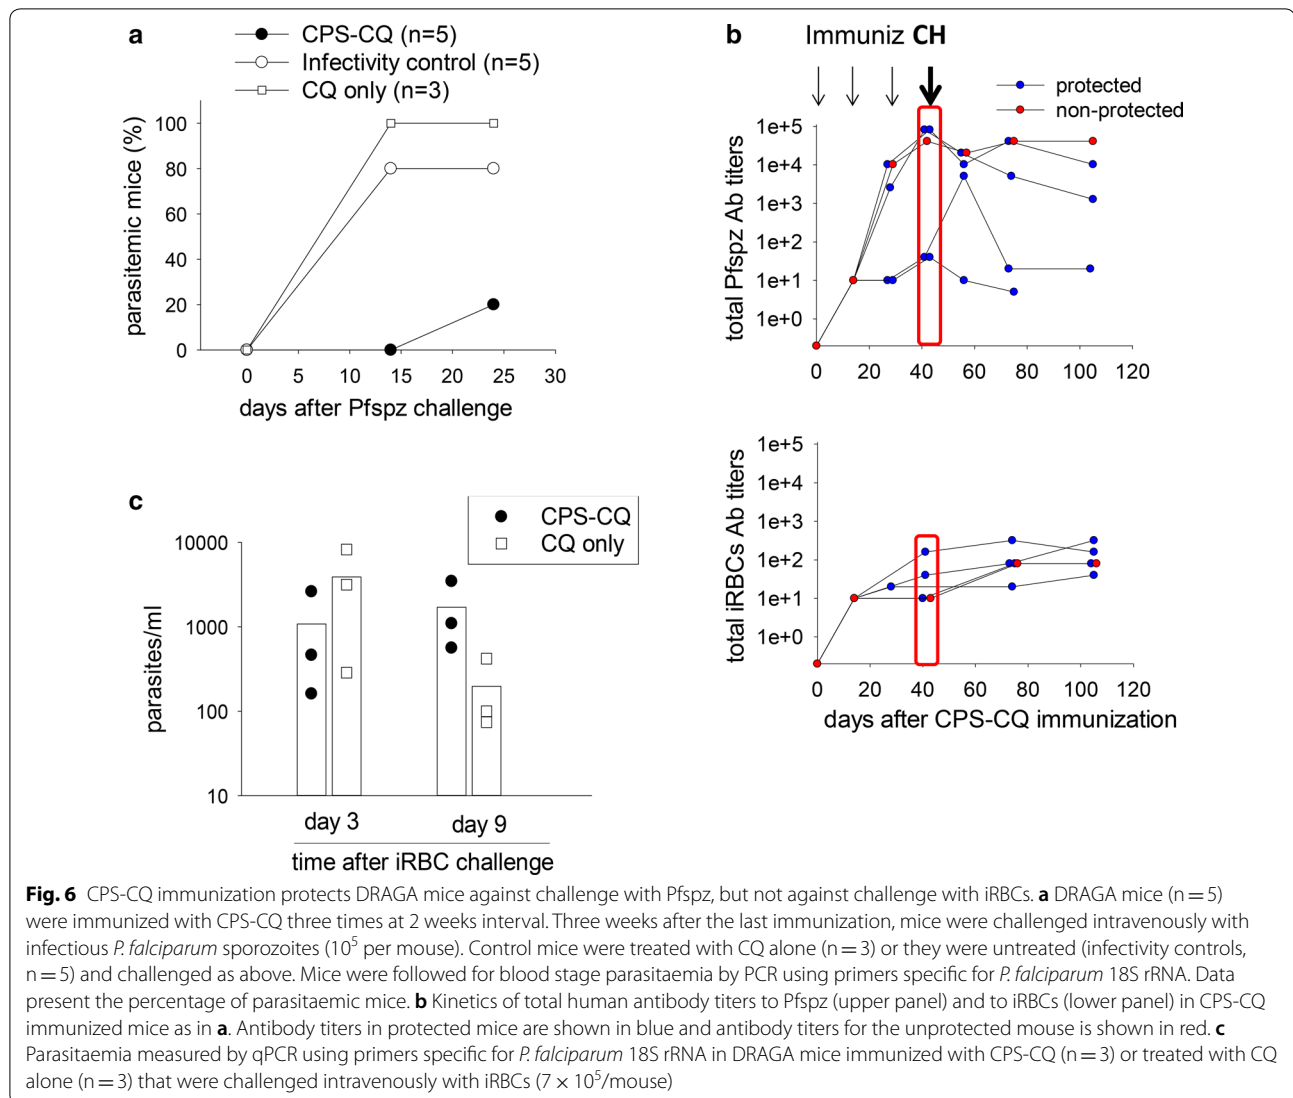 a
CPS-CQ (n=5)
Infectivity control (n=5)
CQ only (n=3)
parasitemic mice (%)
100
80
60
40
20
0
0 5 10 15 20 25 30
days after Pfspz challenge
b
Immuniz CH
protected
non-protected
total Pfspz Ab titers
1e+5
1e+4
1e+3
1e+2
1e+1
1e+0
0 20 40 60 80 100 120
total iRBCs Ab titers
1e+5
1e+4
1e+3
1e+2
1e+1
1e+0
0 20 40 60 80 100 120
days after CPS-CQ immunization
c
CPS-CQ
CQ only
parasites/ml
10000
1000
100
10
day 3 day 9
time after iRBC challenge
Fig. 6 CPS-CQ immunization protects DRAGA mice against challenge with Pfspz, but not against challenge with iRBCs. a DRAGA mice (n = 5)
were immunized with CPS-CQ three times at 2 weeks interval. Three weeks after the last immunization, mice were challenged intravenously with
infectious P. falciparum sporozoites (10⁵ per mouse). Control mice were treated with CQ alone (n = 3) or they were untreated (infectivity controls,
n = 5) and challenged as above. Mice were followed for blood stage parasitaemia by PCR using primers specific for P. falciparum 18S rRNA. Data
present the percentage of parasitaemic mice. b Kinetics of total human antibody titers to Pfspz (upper panel) and to iRBCs (lower panel) in CPS-CQ
immunized mice as in a. Antibody titers in protected mice are shown in blue and antibody titers for the unprotected mouse is shown in red. c
Parasitaemia measured by qPCR using primers specific for P. falciparum 18S rRNA in DRAGA mice immunized with CPS-CQ (n = 3) or treated with CQ
alone (n = 3) that were challenged intravenously with iRBCs (7 × 10⁵/mouse)